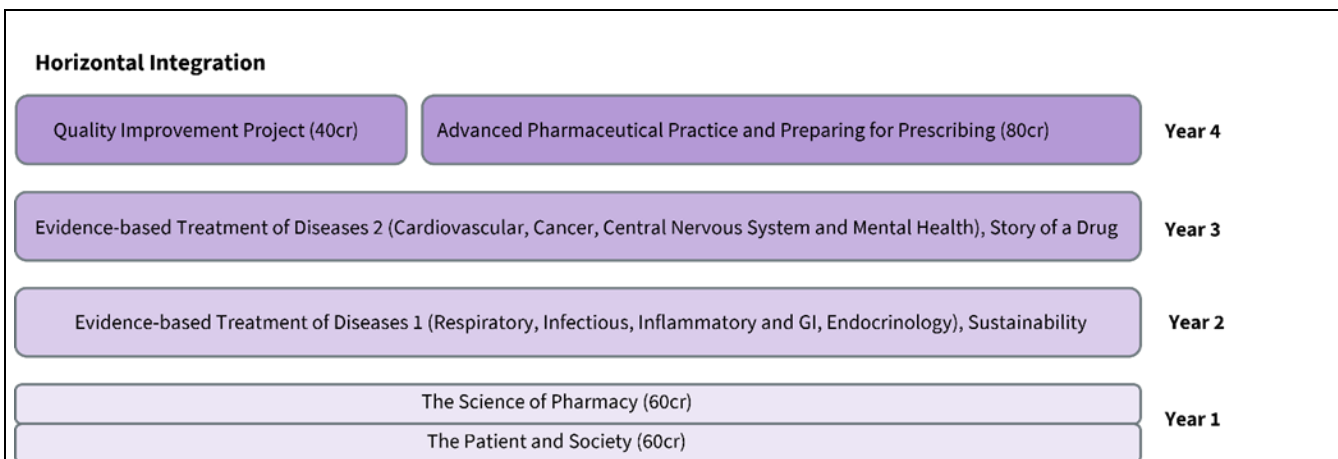 Horizontal Integration
Quality Improvement Project (40cr)
Advanced Pharmaceutical Practice and Preparing for Prescribing (80cr)
Year 4
Evidence-based Treatment of Diseases 2 (Cardiovascular, Cancer, Central Nervous System and Mental Health), Story of a Drug
Year 3
Evidence-based Treatment of Diseases 1 (Respiratory, Infectious, Inflammatory and GI, Endocrinology), Sustainability
Year 2
The Science of Pharmacy (60cr)
The Patient and Society (60cr)
Year 1